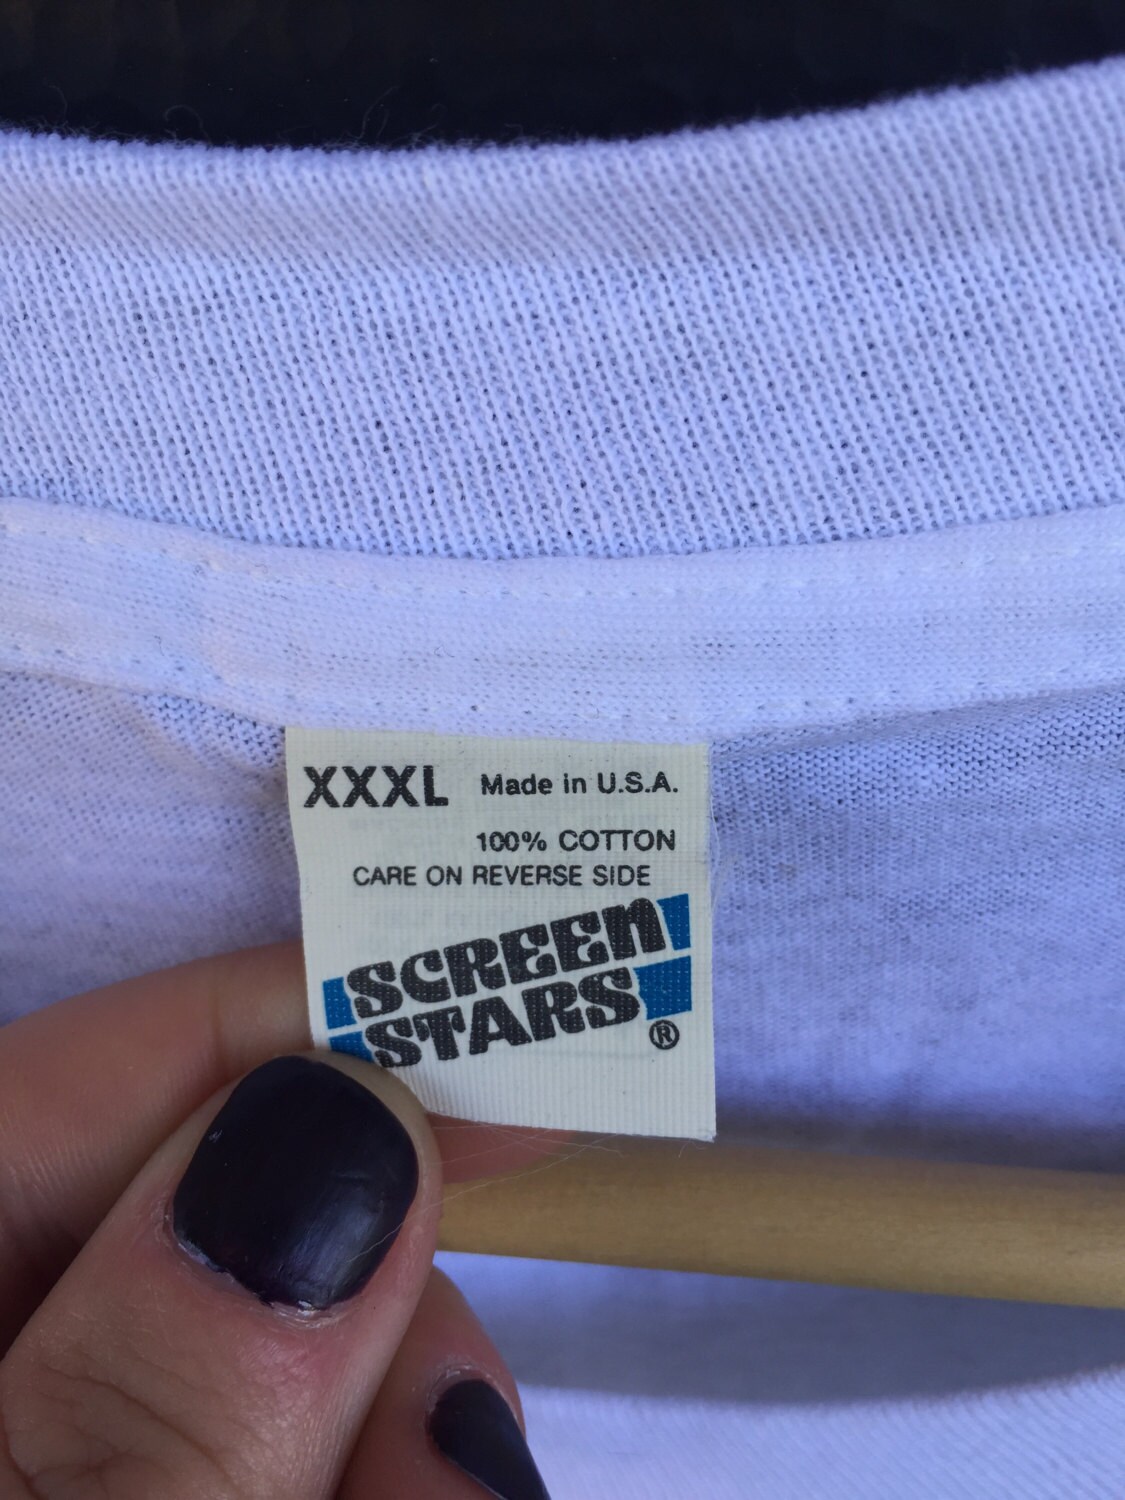 XXXL Made in U.S.A.
100% COTTON
CARE ON REVERSE SIDE
SCREEN
STARS
®